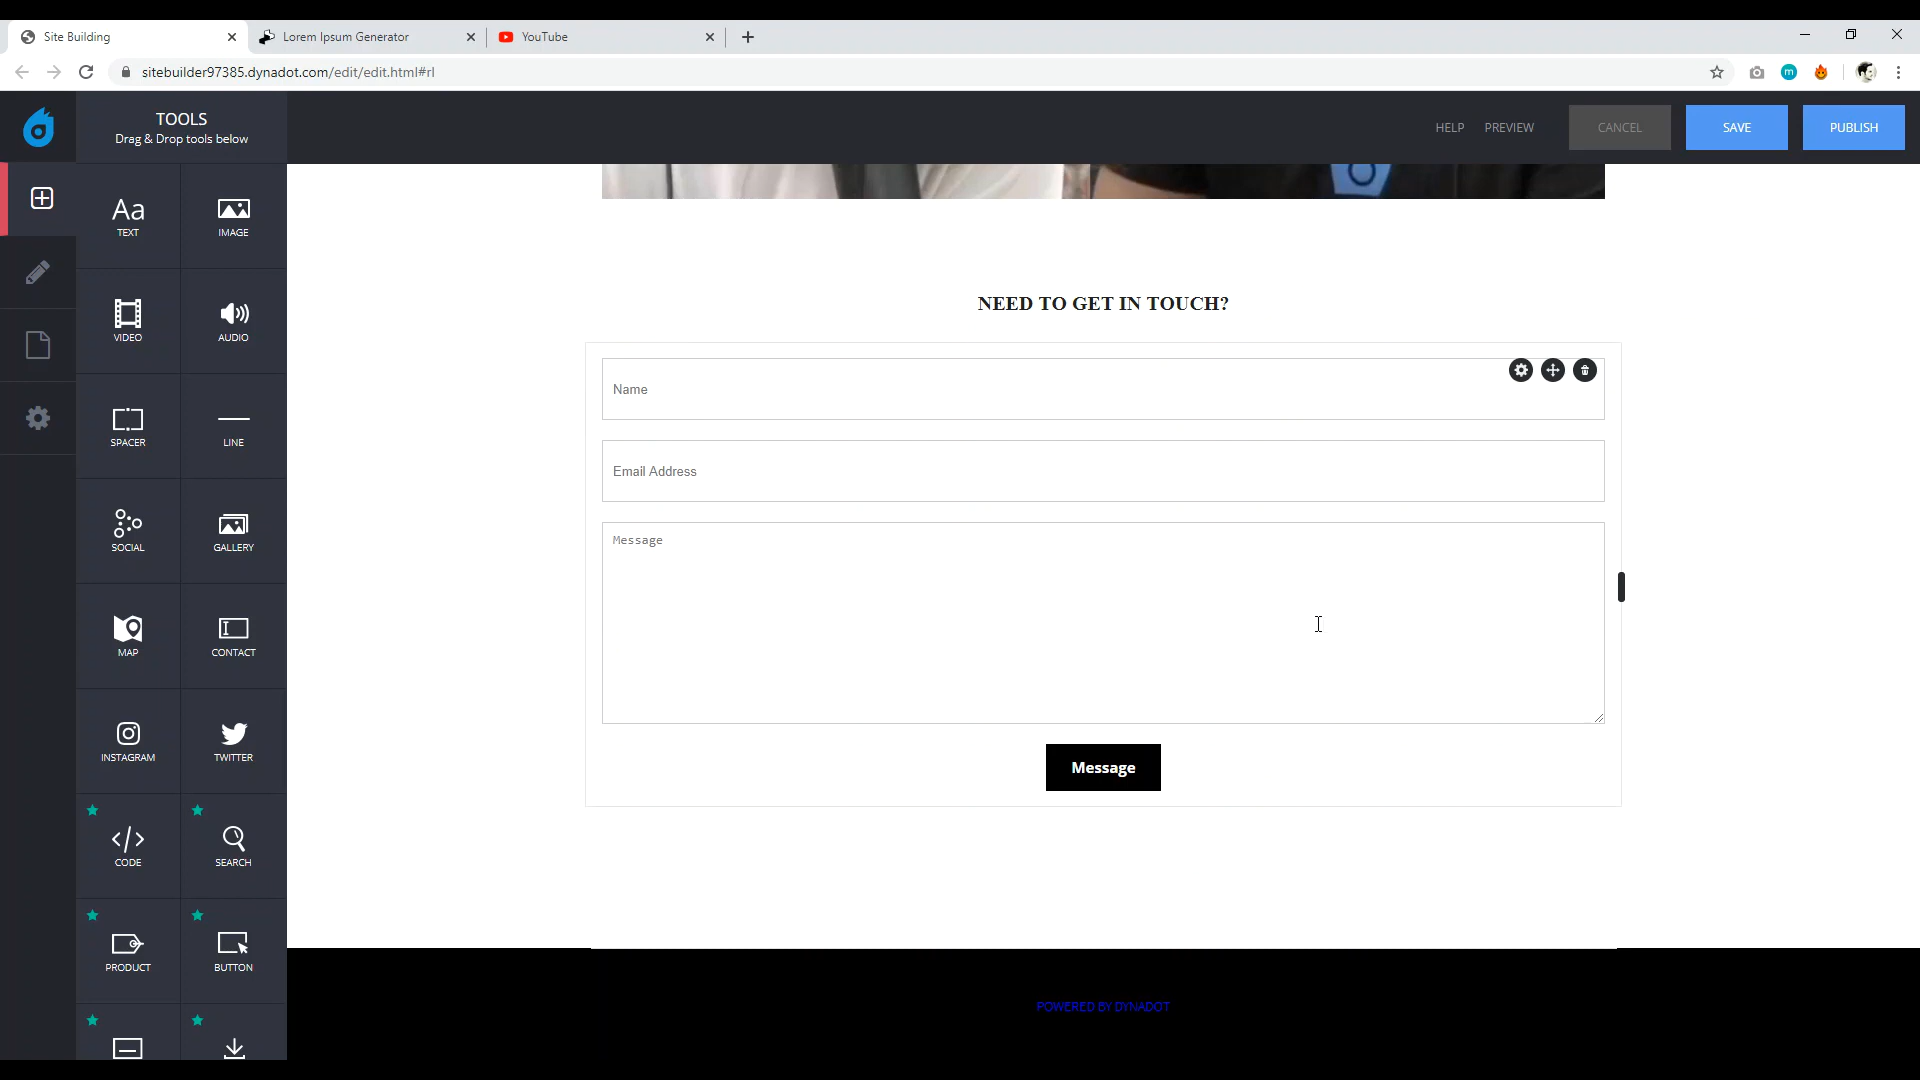 Site Building
Lorem Ipsum Generator
YouTube
sitebuilder97385.dynadot.com/edit/edit.html#rl
m
TOOLS
Drag & Drop tools below
HELP
PREVIEW
CANCEL
SAVE
PUBLISH
Aa
TEXT
IMAGE
VIDEO
AUDIO
SPACER
LINE
SOCIAL
GALLERY
MAP
CONTACT
INSTAGRAM
TWITTER
CODE
SEARCH
PRODUCT
BUTTON
NEED TO GET IN TOUCH?
Name
Email Address
Message
Message
POWERED BY DYNADOT